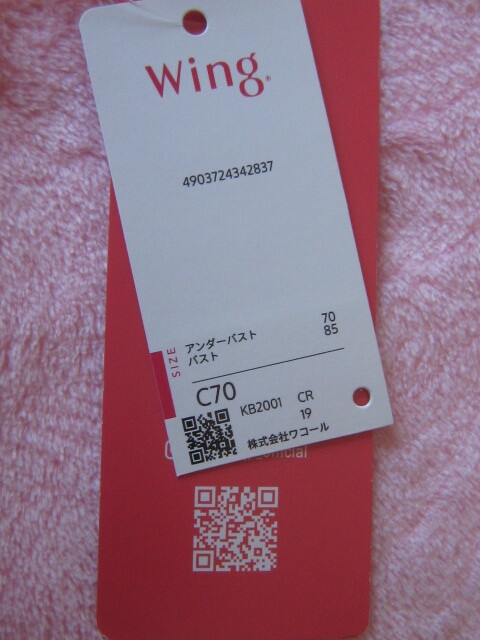 Wing
4903724342837
SIZE
アンダーバスト 70
バスト 85
C70
KB2001 CR
19
株式会社ワコール
official